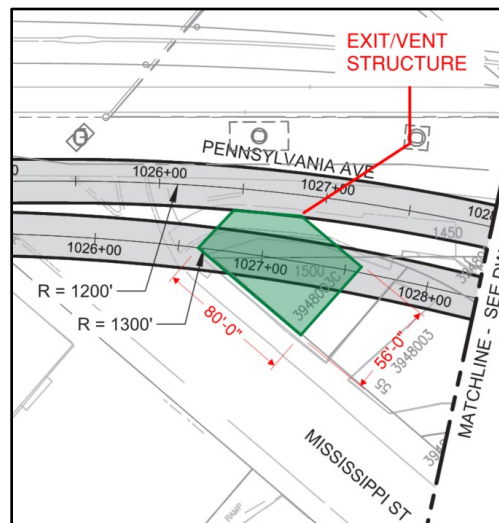 EXIT/VENT
STRUCTURE
PENNSYLVANIA AVE
1026+00
1027+00
1450
1026+00
1027+00
1500
1028+00
R = 1200'
R = 1300'
3948003
80'-0"
56'-0"
3948003
MATCHLINE - SEE
MISSISSIPPI ST
RAMP